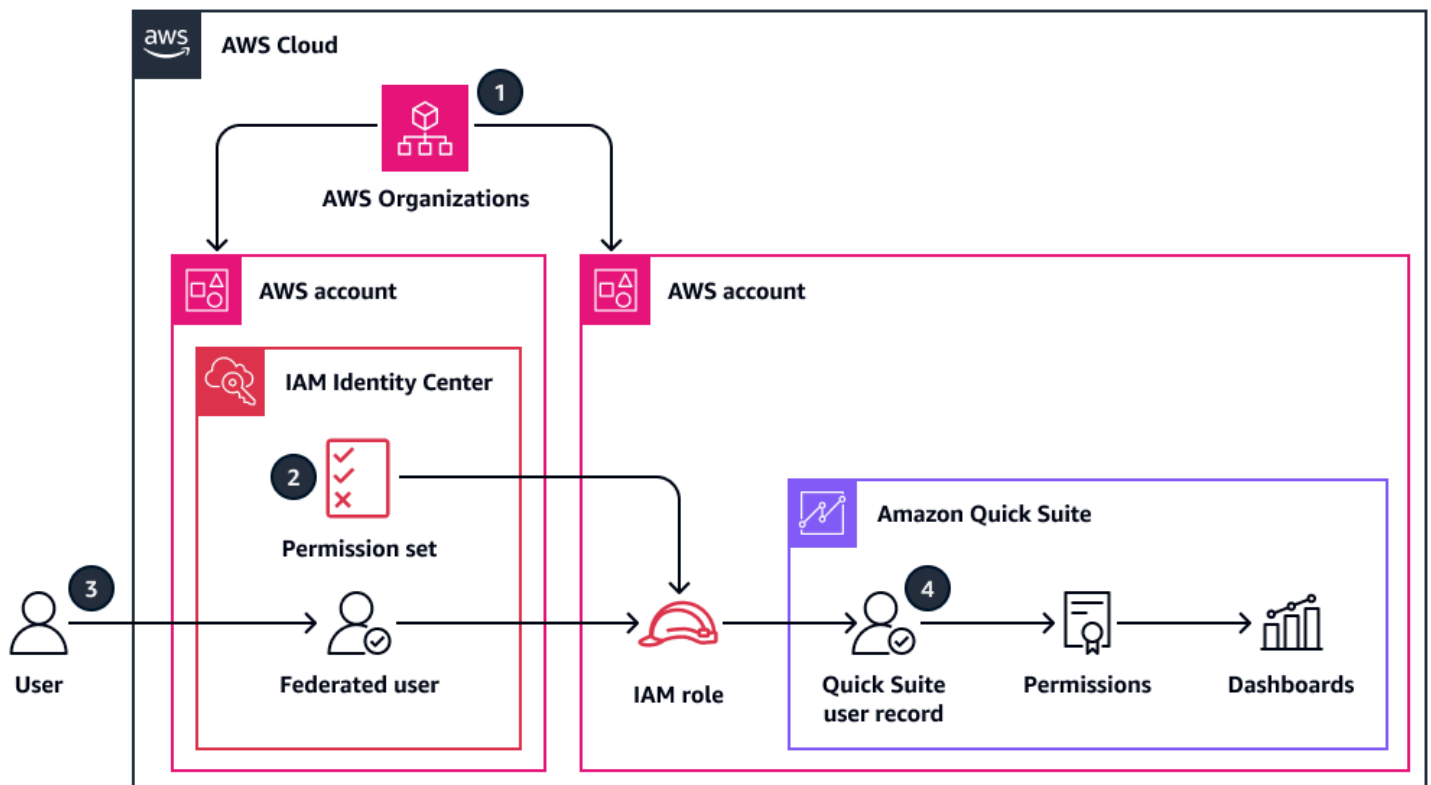 aws
AWS Cloud
1
AWS Organizations
AWS account
AWS account
IAM Identity Center
2
Permission set
Amazon Quick Suite
3
4
User
Federated user
IAM role
Quick Suite
user record
Permissions
Dashboards